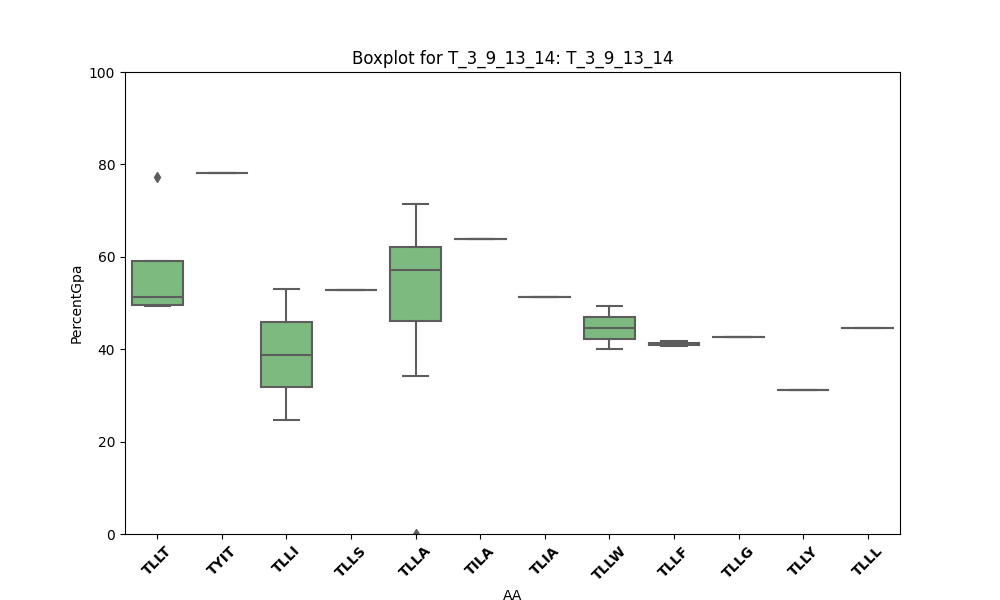 Boxplot for T_3_9_13_14: T_3_9_13_14
100
80
60
40
20
0
PercentGpa
TLLT TYIT TLLI TLLS TLLA TILA TLIA TLLW TLLF TLLG TLLY TLLL
AA